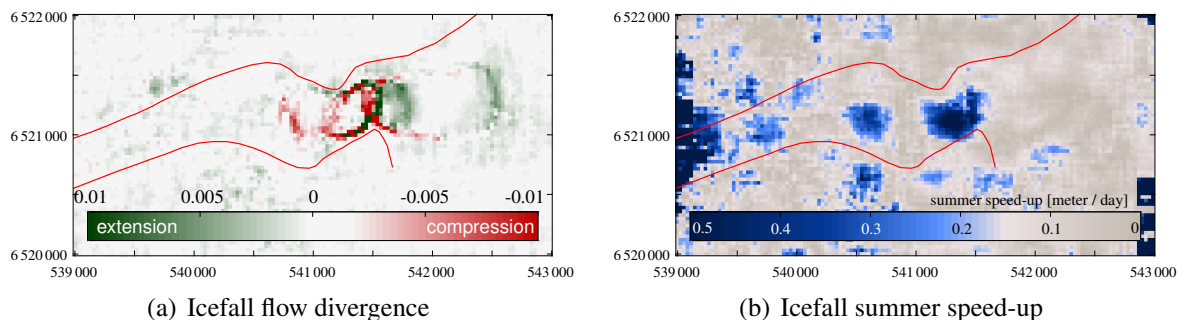 6 522 000
6 521 000
6 520 000
0.01 0.005 0 -0.005 -0.01
extension compression
539 000 540 000 541 000 542 000 543 000
(a) Icefall flow divergence
6 522 000
6 521 000
6 520 000
summer speed-up [meter / day]
0.5 0.4 0.3 0.2 0.1 0
539 000 540 000 541 000 542 000 543 000
(b) Icefall summer speed-up